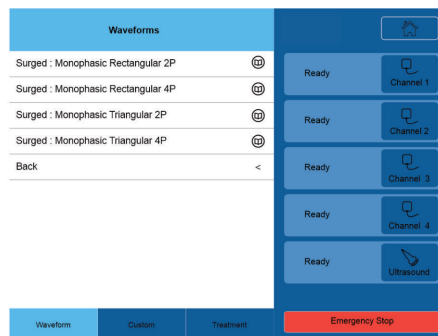 Waveforms
Surged : Monophasic Rectangular 2P
Surged : Monophasic Rectangular 4P
Surged : Monophasic Triangular 2P
Surged : Monophasic Triangular 4P
Back <
Waveform Custom Treatment
Ready Channel 1
Ready Channel 2
Ready Channel 3
Ready Channel 4
Ready Ultrasound
Emergency Stop